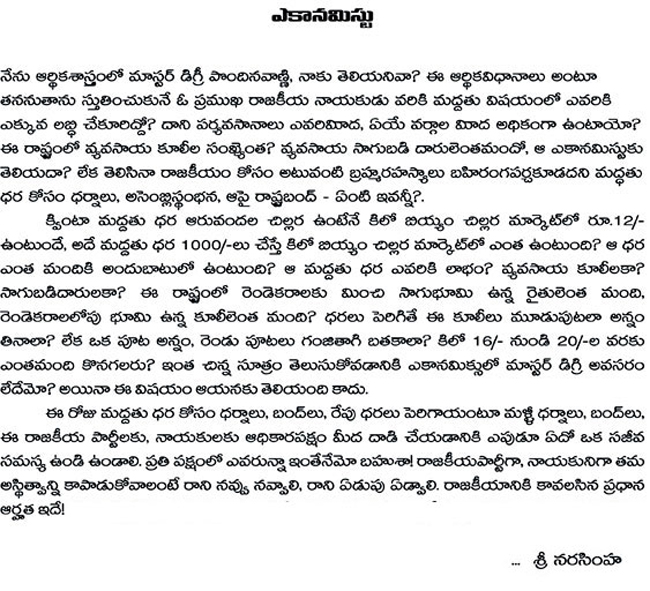 ఎకానమిస్టు
నేను ఆర్థికశాస్త్రంలో మాస్టర్ డిగ్రీ పొందినవాణ్ణి, నాకు తెలియనివా? ఈ ఆర్థికవిధానాలు అంటూ
తననుతాను స్తుతించుకునే ఓ ప్రముఖ రాజకీయ నాయకుడు వరికి మద్దతు విషయంలో ఎవరికి
ఎక్కువ లబ్ధి చేకూరిద్దో? దాని పర్యవసానాలు ఎవరిమీద, ఏయే వర్గాల మీద అధికంగా ఉంటాయో?
ఈ రాష్ట్రంలో వ్యవసాయ కూలీల సంఖ్యెంత? వ్యవసాయ సాగుబడి దారులెంతమందో, ఆ ఎకానమిస్టుకు
తెలియదా? లేక తెలిసినా రాజకీయం కోసం అటువంటి బ్రహ్మరహస్యాలు బహిరంగపర్చకూడదని మద్ధతు
ధర కోసం ధర్నాలు, అసెంబ్లీస్థంభన, ఆపై రాష్ట్రబంద్ - ఏంటి ఇవన్నీ?.
క్వింటా మద్దతు ధర ఆరువందల చిల్లర ఉంటేనే కిలో బియ్యం చిల్లర మార్కెట్‌లో రూ.12/-
ఉంటుందే, అదే మద్దతు ధర 1000/-లు చేస్తే కిలో బియ్యం చిల్లర మార్కెట్‌లో ఎంత ఉంటుంది? ఆ ధర
ఎంత మందికి అందుబాటులో ఉంటుంది? ఆ మద్దతు ధర ఎవరికి లాభం? వ్యవసాయ కూలీలకా?
సాగుబడిదారులకా? ఈ రాష్ట్రంలో రెండెకరాలకు మించి సాగుభూమి ఉన్న రైతులెంత మంది,
రెండెకరాలలోపు భూమి ఉన్న కూలీలెంత మంది? ధరలు పెరిగితే ఈ కూలీలు మూడుపుటలా అన్నం
తినాలా? లేక ఒక పూట అన్నం, రెండు పూటలు గంజితాగి బతకాలా? కిలో 16/- నుండి 20/-ల వరకు
ఎంతమంది కొనగలరు? ఇంత చిన్న సూత్రం తెలుసుకోవడానికి ఎకానమిక్సులో మాస్టర్ డిగ్రి అవసరం
లేదేమో? అయినా ఈ విషయం ఆయనకు తెలియంది కాదు.
ఈ రోజు మద్దతు ధర కోసం ధర్నాలు, బంద్‌లు, రేపు ధరలు పెరిగాయంటూ మళ్ళీ ధర్నాలు, బంద్‌లు,
ఈ రాజకీయ పార్టీలకు, నాయకులకు ఆధికారపక్షం మీద దాడి చేయడానికి ఎపుడూ ఏదో ఒక సజీవ
సమస్య ఉండి ఉండాలి. ప్రతి పక్షంలో ఎవరున్నా ఇంతేనేమో బహుశా! రాజకీయపార్టీగా, నాయకునిగా తమ
అస్థిత్వాన్ని కాపాడుకోవాలంటే రాని నవ్వు నవ్వాలి, రాని ఏడుపు ఏడ్వాలి. రాజకీయానికి కావలసిన ప్రధాన
ఆర్హత ఇదే!
... శ్రీ నరసింహ